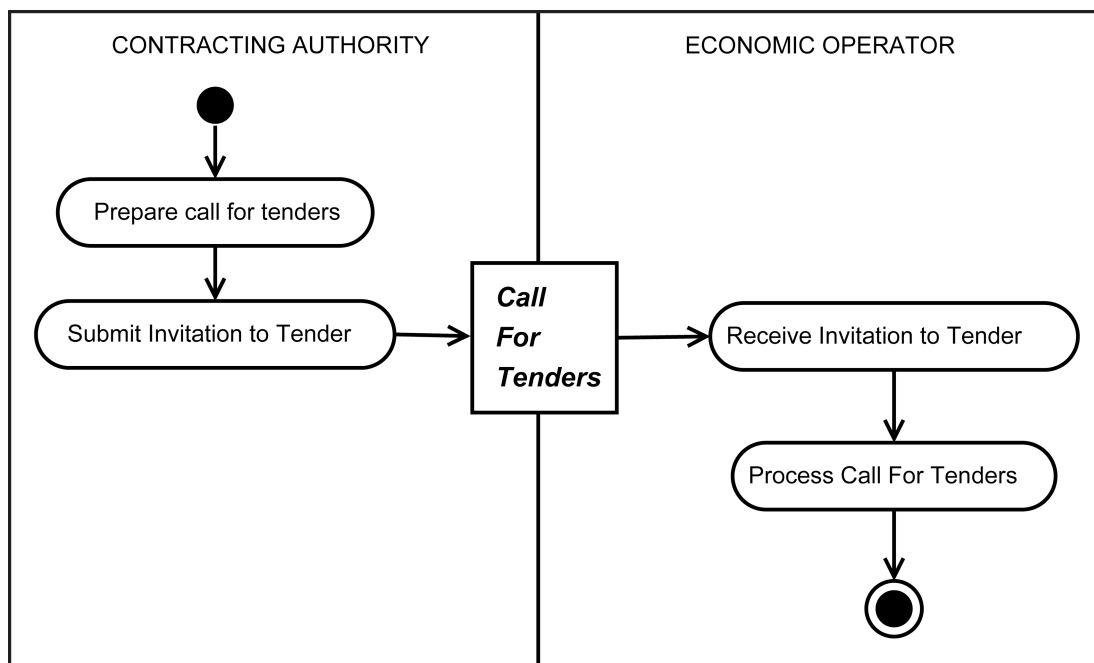 CONTRACTING AUTHORITY
ECONOMIC OPERATOR
Prepare call for tenders
Submit Invitation to Tender
Call
For
Tenders
Receive Invitation to Tender
Process Call For Tenders